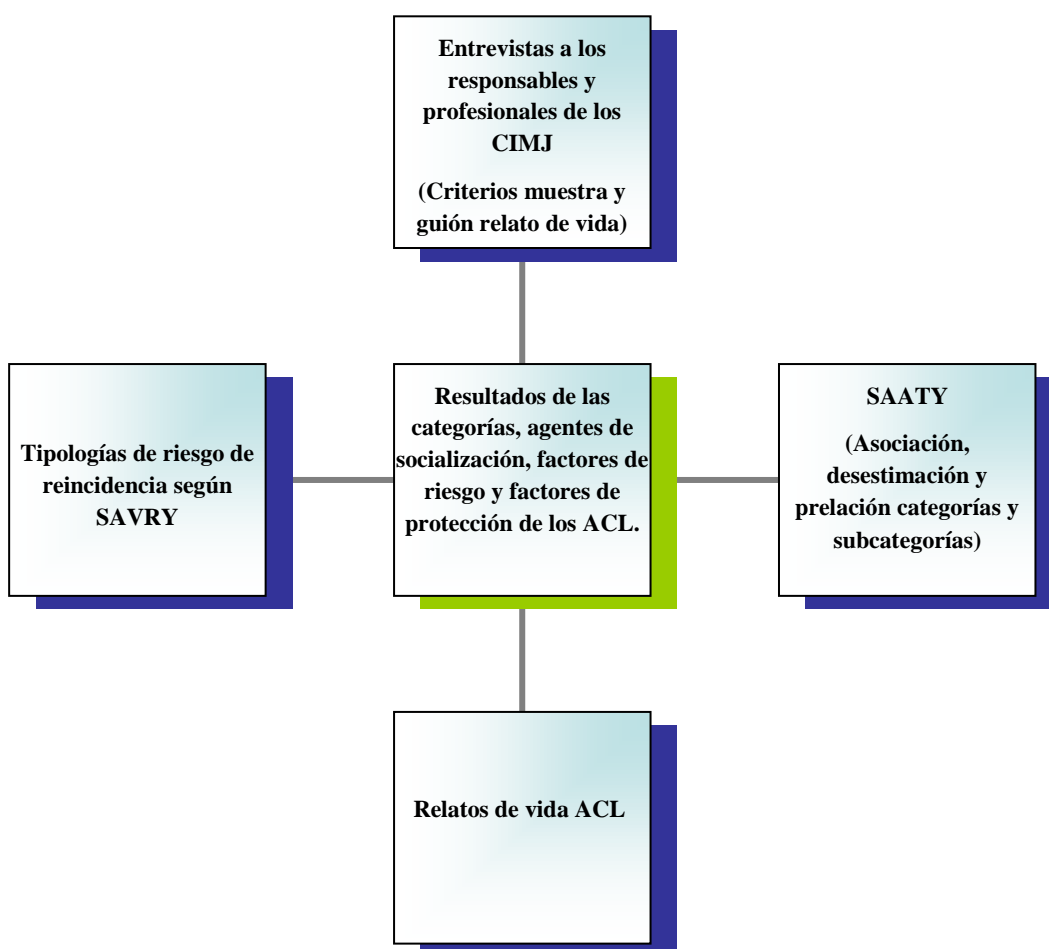 Entrevistas a los
responsables y
profesionales de los
CIMJ
(Criterios muestra y
guión relato de vida)
Tipologías de riesgo de
reincidencia según
SAVRY
Resultados de las
categorías, agentes de
socialización, factores de
riesgo y factores de
protección de los ACL.
SAATY
(Asociación,
desestimación y
prelación categorías y
subcategorías)
Relatos de vida ACL